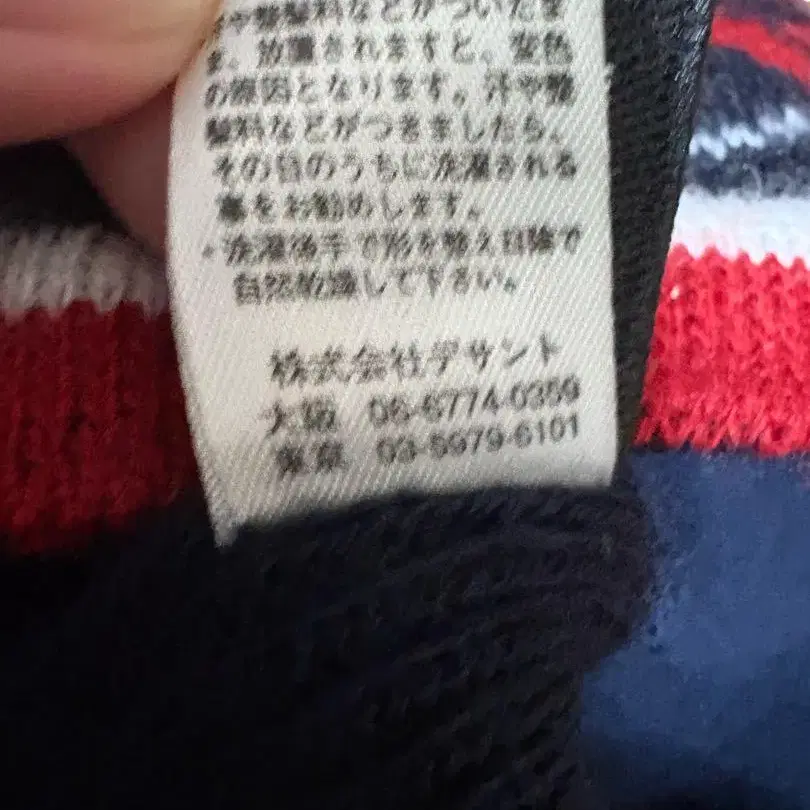 や整髪料などがついたま
ま、放置されますと、変色
の原因となります。汗や整
髪料などがつきましたら、
その日のうちに洗濯される
事をお勧めします。
・洗濯後手で形を整え日陰で
自然乾燥して下さい。
株式会社デサント
大阪 06-6774-0359
東京 03-5979-6101